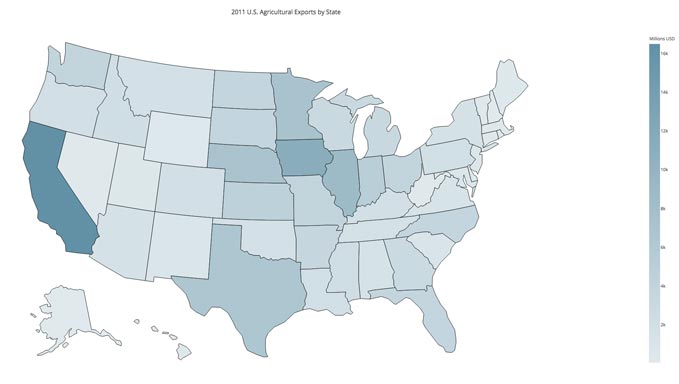 2011 U.S. Agricultural Exports by State
Millions USD
16k
14k
12k
10k
8k
6k
4k
2k